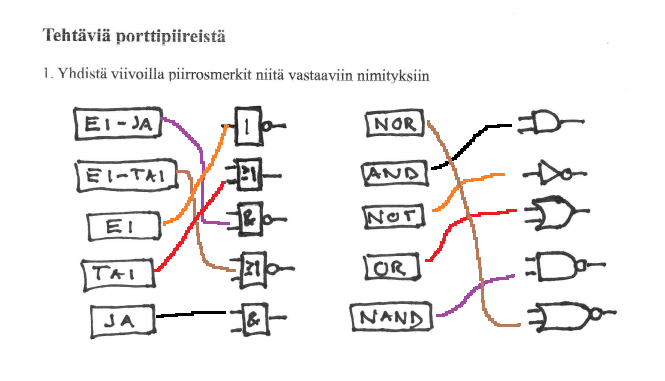 Tehtäviä porttipiireistä
1. Yhdistä viivoilla piirrosmerkit niitä vastaaviin nimityksiin
EI-JA
EI-TAI
EI
TAI
JA
1
≥1
&
≥1
&
NOR
AND
NOT
OR
NAND